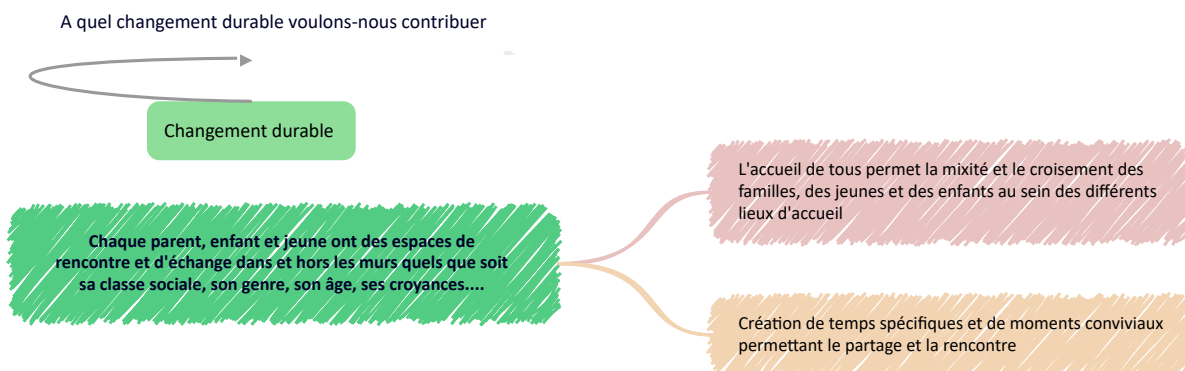 A quel changement durable voulons-nous contribuer
Changement durable
Chaque parent, enfant et jeune ont des espaces de
rencontre et d'échange dans et hors les murs quels que soit
sa classe sociale, son genre, son âge, ses croyances....
L'accueil de tous permet la mixité et le croisement des
familles, des jeunes et des enfants au sein des différents
lieux d'accueil
Création de temps spécifiques et de moments conviviaux
permettant le partage et la rencontre